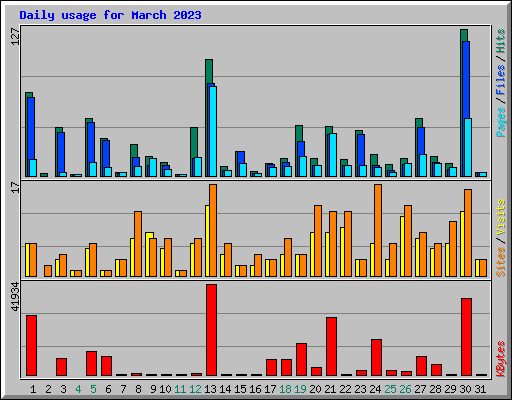 Daily usage for March 2023
127
17
41934
Pages / Files / Hits
Sites / Visits
KBytes
1 2 3 4 5 6 7 8 9 10 11 12 13 14 15 16 17 18 19 20 21 22 23 24 25 26 27 28 29 30 31